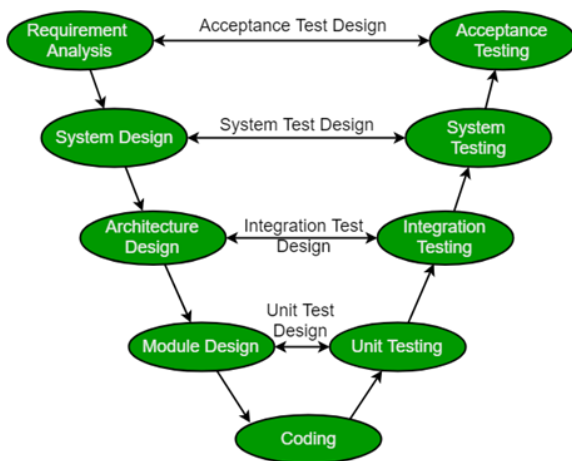 Requirement
Analysis
Acceptance Test Design
Acceptance
Testing
System Design
System Test Design
System
Testing
Architecture
Design
Integration Test
Design
Integration
Testing
Module Design
Unit Test
Design
Unit Testing
Coding